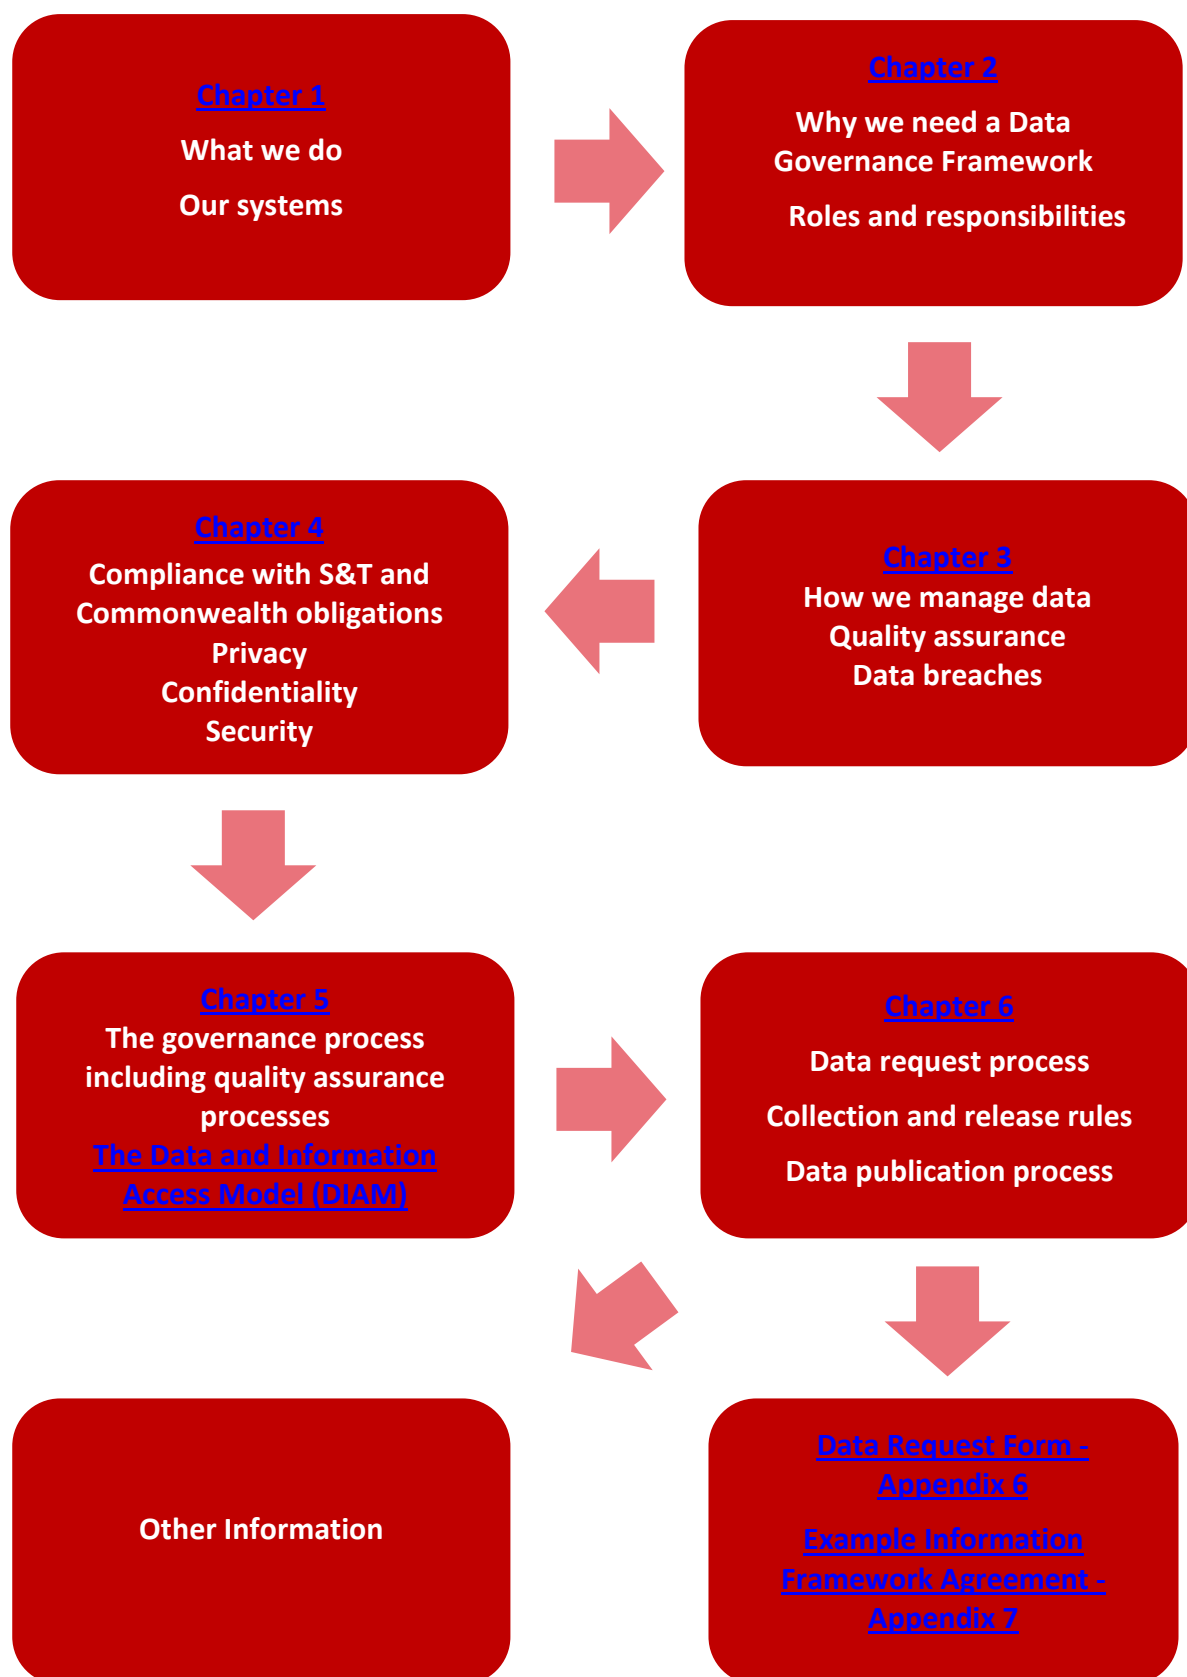 Chapter 1
What we do
Our systems
Chapter 2
Why we need a Data
Governance Framework
Roles and responsibilities
Chapter 3
How we manage data
Quality assurance
Data breaches
Chapter 4
Compliance with S&T and
Commonwealth obligations
Privacy
Confidentiality
Security
Chapter 5
The governance process
including quality assurance
processes
The Data and Information
Access Model (DIAM)
Chapter 6
Data request process
Collection and release rules
Data publication process
Other Information
Data Request Form -
Appendix 6
Example Information
Framework Agreement -
Appendix 7